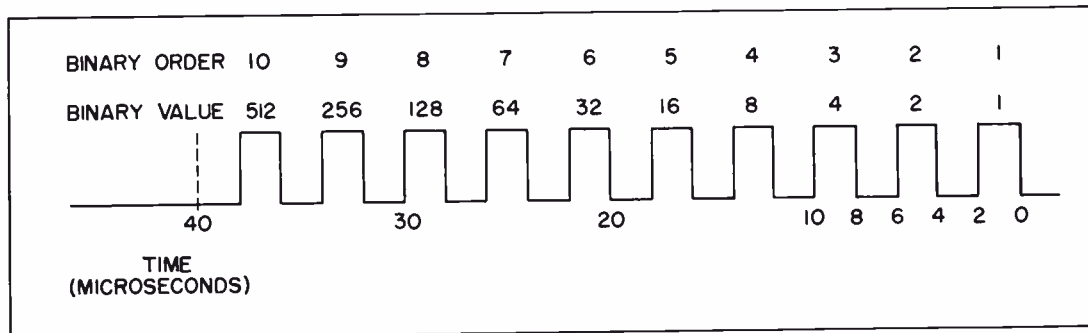 BINARY ORDER 10 9 8 7 6 5 4 3 2 1
BINARY VALUE 512 256 128 64 32 16 8 4 2 1
40 30 20 10 8 6 4 2 0
TIME
(MICROSECONDS)